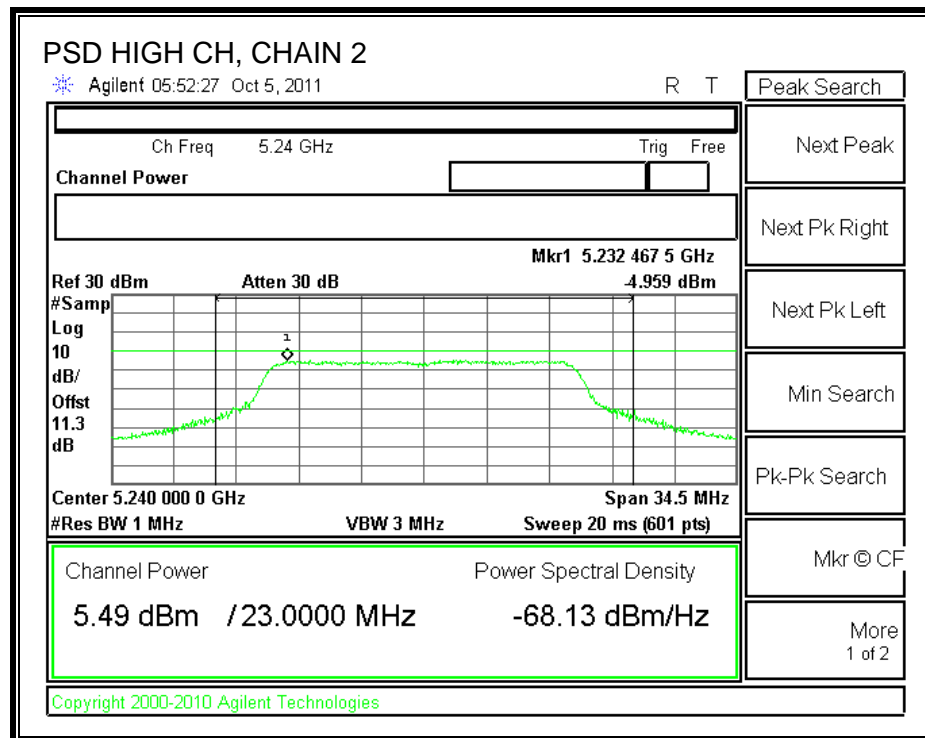 PSD HIGH CH, CHAIN 2
Agilent 05:52:27 Oct 5, 2011
R T
Peak Search
Ch Freq 5.24 GHz
Trig Free
Channel Power
Mkr1 5.232 467 5 GHz
Ref 30 dBm Atten 30 dB -4.959 dBm
#Samp
Log
10
dB/
Offst
11.3
dB
1
Center 5.240 000 0 GHz Span 34.5 MHz
#Res BW 1 MHz VBW 3 MHz Sweep 20 ms (601 pts)
Channel Power Power Spectral Density
5.49 dBm / 23.0000 MHz -68.13 dBm/Hz
Next Peak
Next Pk Right
Next Pk Left
Min Search
Pk-Pk Search
Mkr © CF
More
1 of 2
Copyright 2000-2010 Agilent Technologies